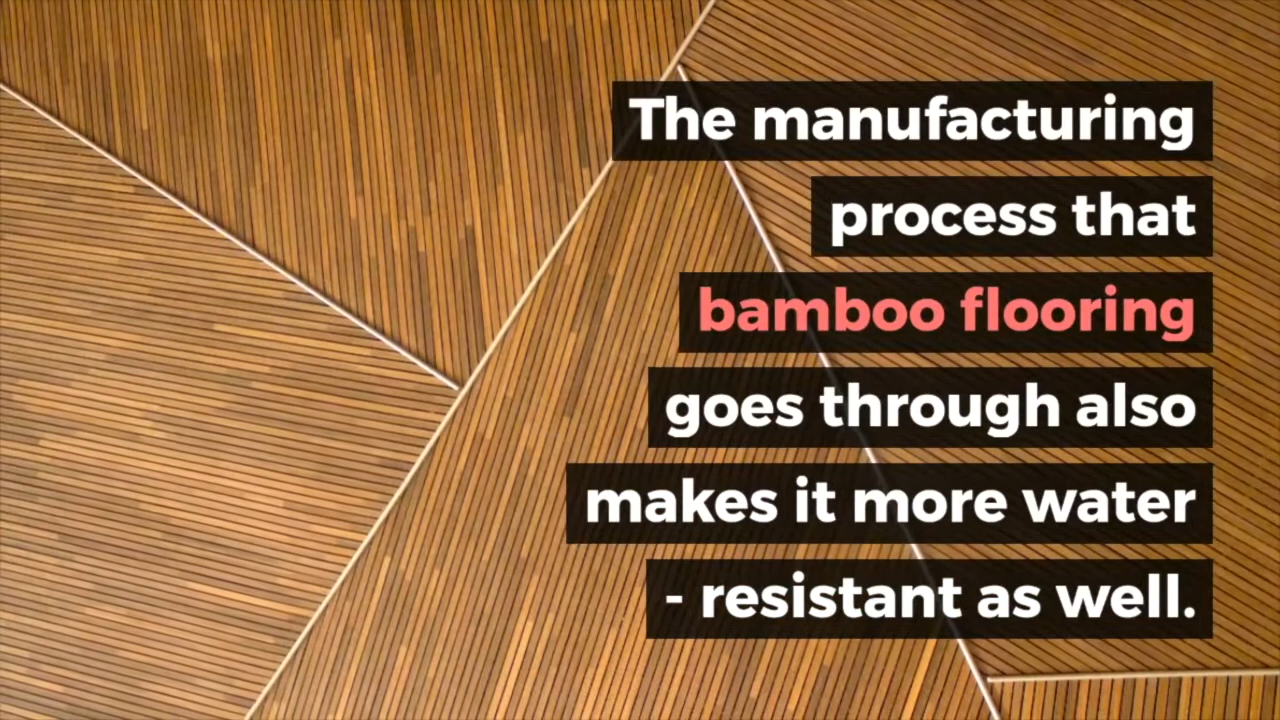 The manufacturing
process that
bamboo flooring
goes through also
makes it more water
- resistant as well.